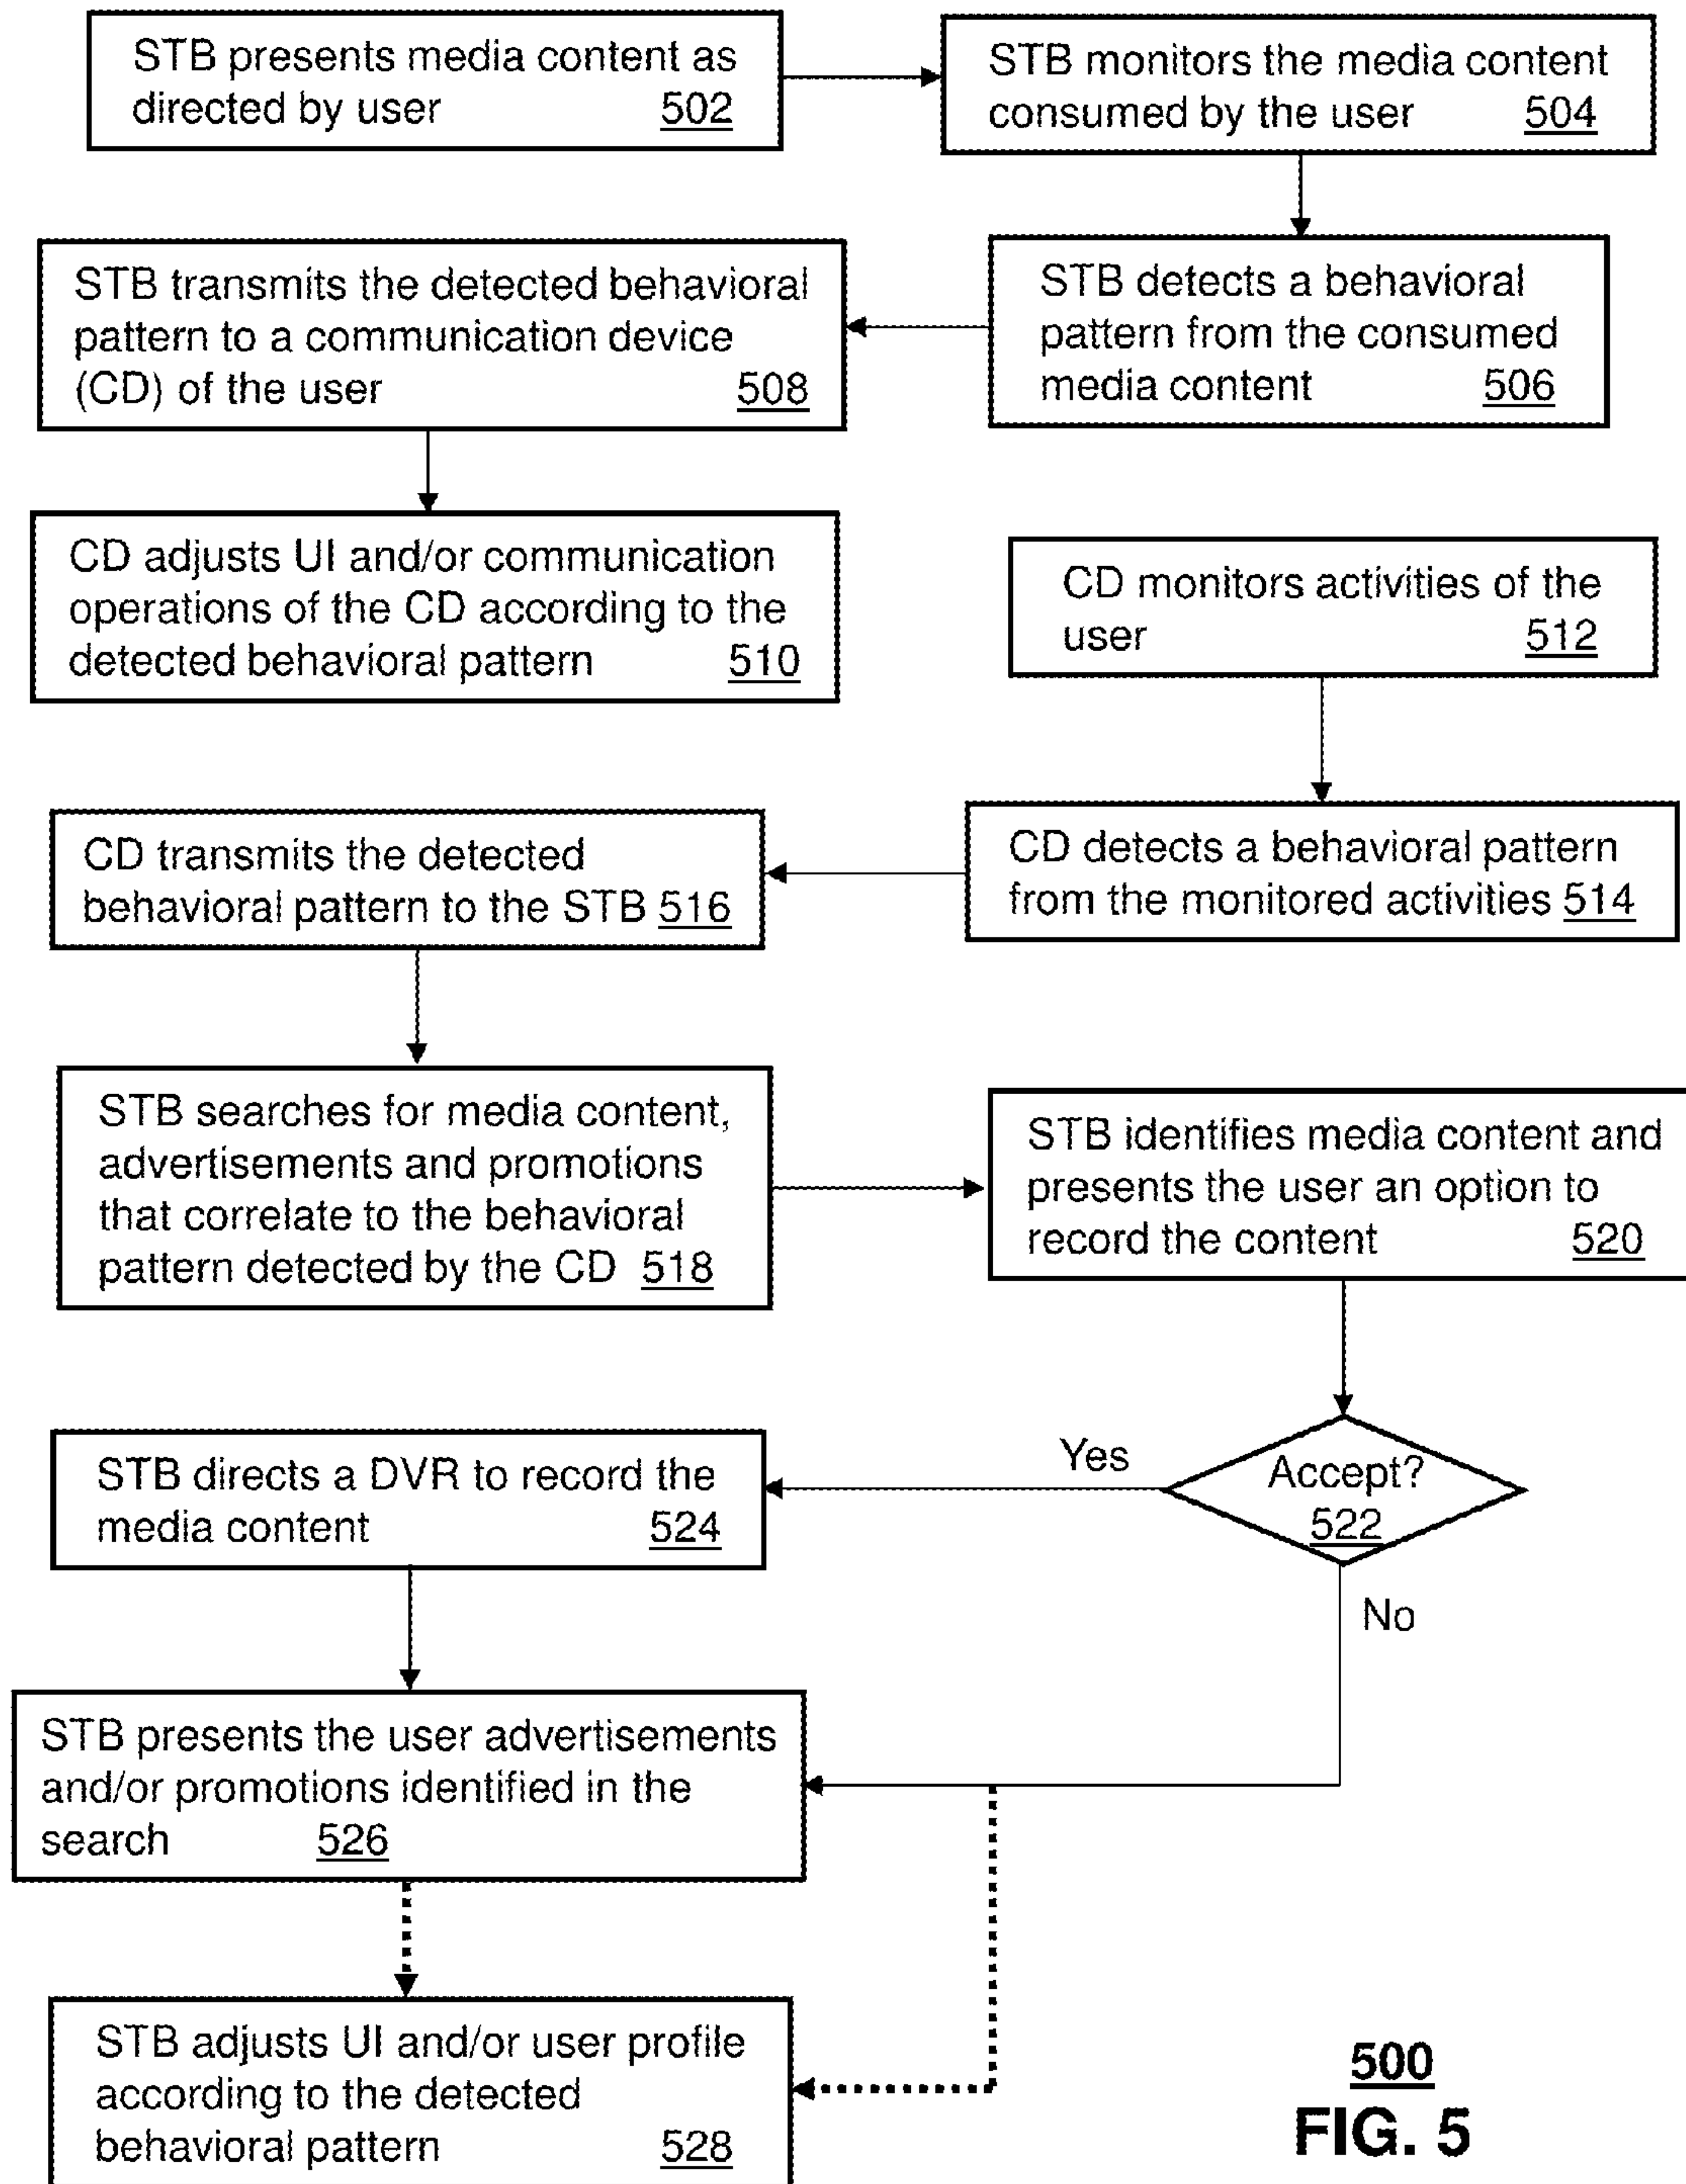 STB presents media content as
directed by user 502
STB monitors the media content
consumed by the user 504
STB detects a behavioral
pattern from the consumed
media content 506
STB transmits the detected behavioral
pattern to a communication device
(CD) of the user 508
CD adjusts UI and/or communication
operations of the CD according to the
detected behavioral pattern 510
CD monitors activities of the
user 512
CD detects a behavioral pattern
from the monitored activities 514
CD transmits the detected
behavioral pattern to the STB 516
STB searches for media content,
advertisements and promotions
that correlate to the behavioral
pattern detected by the CD 518
STB identifies media content and
presents the user an option to
record the content 520
Accept?
522
Yes
No
STB directs a DVR to record the
media content 524
STB presents the user advertisements
and/or promotions identified in the
search 526
STB adjusts UI and/or user profile
according to the detected
behavioral pattern 528
500
FIG. 5